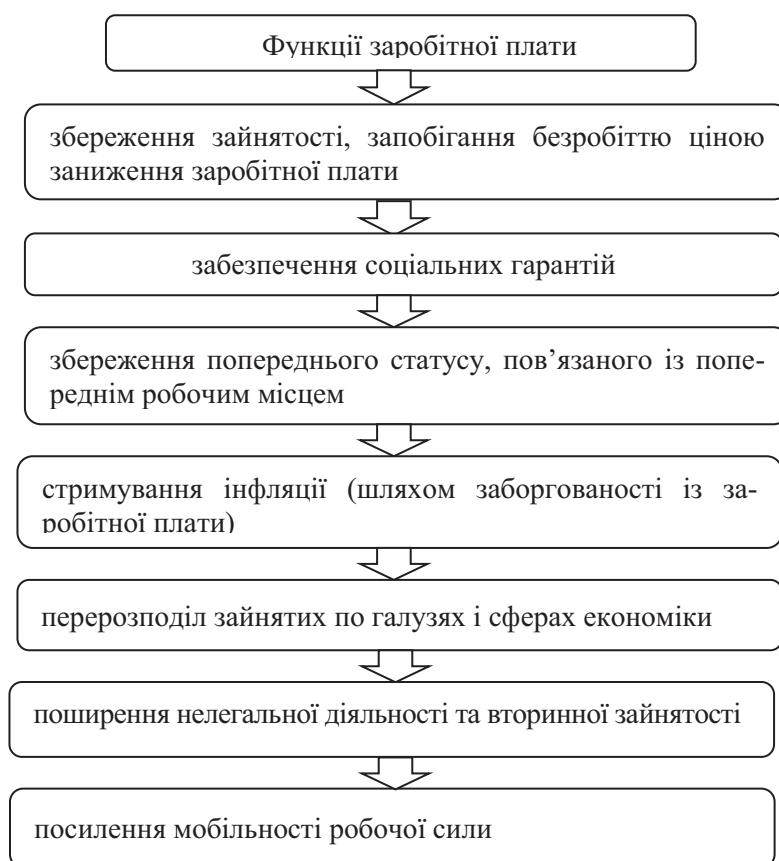 Функції заробітної плати
збереження зайнятості, запобігання безробіттю ціною
заниження заробітної плати
забезпечення соціальних гарантій
збереження попереднього статусу, пов’язаного із попе-
реднім робочим місцем
стримування інфляції (шляхом заборгованості із за-
робітної плати)
перерозподіл зайнятих по галузях і сферах економіки
поширення нелегальної діяльності та вторинної зайнятості
посилення мобільності робочої сили